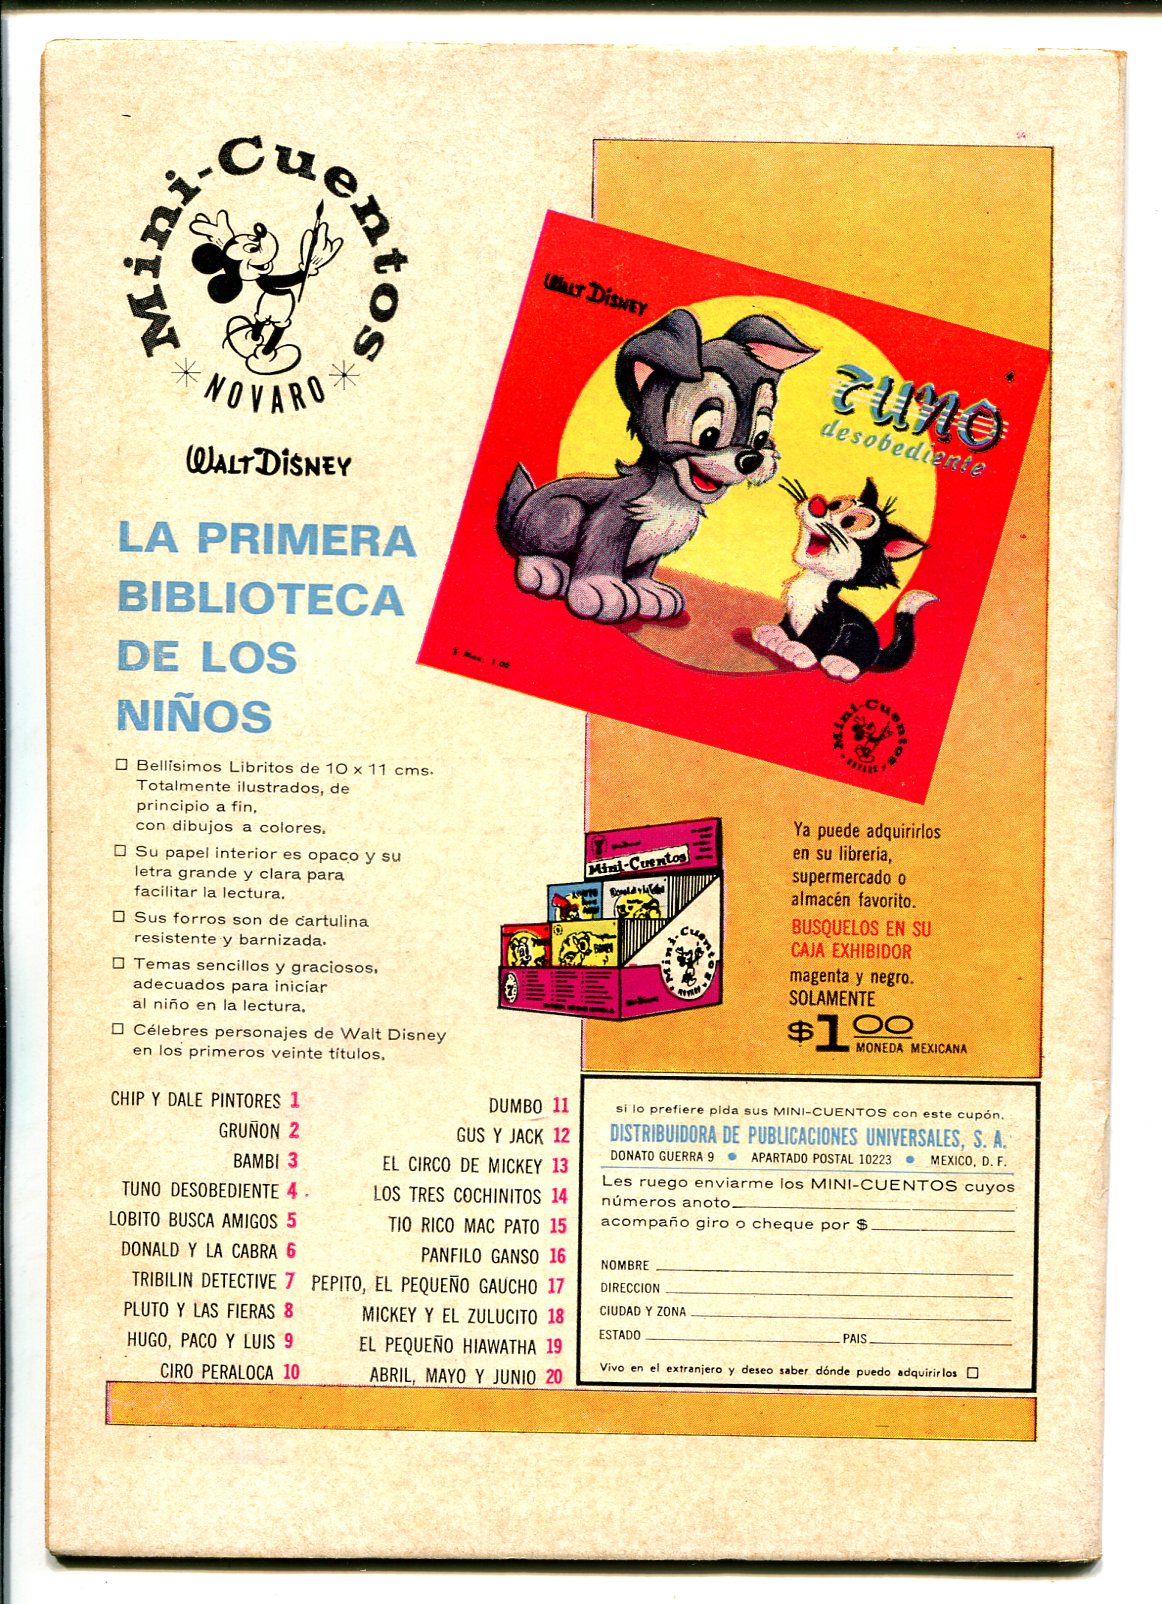 Mini-Cuentos
NOVARO
WALT DISNEY
LA PRIMERA
BIBLIOTECA
DE LOS
NIÑOS
Bellísimos Libritos de 10 x 11 cms.
Totalmente ilustrados, de
principio a fin,
con dibujos a colores.
Su papel interior es opaco y su
letra grande y clara para
facilitar la lectura.
Sus forros son de cartulina
resistente y barnizada.
Temas sencillos y graciosos,
adecuados para iniciar
al niño en la lectura.
Célebres personajes de Walt Disney
en los primeros veinte títulos.
WALT DISNEY
TUNO
desobediente
$ Mex. 1.00
Mini-Cuentos
NOVARO
Mini-Cuentos
Mini-Cuentos
NOVARO
Ya puede adquirirlos
en su librería,
supermercado o
almacén favorito.
BUSQUELOS EN SU
CAJA EXHIBIDOR
magenta y negro.
SOLAMENTE
$1.00
MONEDA MEXICANA
CHIP Y DALE PINTORES 1
GRUÑON 2
BAMBI 3
TUNO DESOBEDIENTE 4
LOBITO BUSCA AMIGOS 5
DONALD Y LA CABRA 6
TRIBILIN DETECTIVE 7
PLUTO Y LAS FIERAS 8
HUGO, PACO Y LUIS 9
CIRO PERALOCA 10
DUMBO 11
GUS Y JACK 12
EL CIRCO DE MICKEY 13
LOS TRES COCHINITOS 14
TIO RICO MAC PATO 15
PANFILO GANSO 16
PEPITO, EL PEQUEÑO GAUCHO 17
MICKEY Y EL ZULUCITO 18
EL PEQUEÑO HIAWATHA 19
ABRIL, MAYO Y JUNIO 20
si lo prefiere pida sus MINI-CUENTOS con este cupón.
DISTRIBUIDORA DE PUBLICACIONES UNIVERSALES, S. A.
DONATO GUERRA 9 • APARTADO POSTAL 10223 • MEXICO, D. F.
Les ruego enviarme los MINI-CUENTOS cuyos
números anoto
acompaño giro o cheque por $
NOMBRE
DIRECCION
CIUDAD Y ZONA
ESTADO PAIS
Vivo en el extranjero y deseo saber dónde puedo adquirirlos